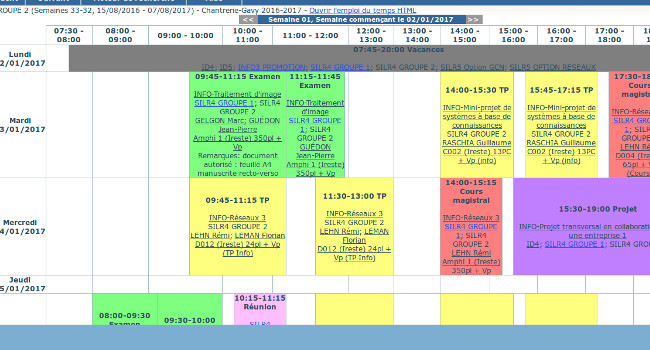 OUPE 2 (Semaines 33-32, 15/08/2016 - 07/08/2017) - Chantrerie-Gavy 2016-2017 - Ouvrir l'emploi du temps HTML
<< Semaine 01, Semaine commençant le 02/01/2017 >>
07:30 - 08:00
08:00 - 09:00
09:00 - 10:00
10:00 - 11:00
11:00 - 12:00
12:00 - 13:00
13:00 - 14:00
14:00 - 15:00
15:00 - 16:00
16:00 - 17:00
17:00 - 18:00
Lundi
2/01/2017
07:45-20:00 Vacances
ID4; ID5; INFO3 PROMOTION; SILR4 GROUPE 1; SILR4 GROUPE 2; SILR5 Option GCN; SILR5 OPTION RESEAUX
Mardi
3/01/2017
09:45-11:15 Examen
INFO-Traitement d'image
SILR4 GROUPE 1; SILR4
GROUPE 2
GELGON Marc; GUÉDON
Jean-Pierre
Amphi 1 (Ireste) 350pl +
Vp
Remarques: document
autorisé : feuille A4
manuscrite recto-verso
11:15-11:45
Examen
INFO-Traitement
d'image
SILR4 GROUPE
1; SILR4
GROUPE 2
GUÉDON
Jean-Pierre
Amphi 1 (Ireste)
350pl + Vp
14:00-15:30 TP
INFO-Mini-projet de
systèmes à base de
connaissances
SILR4 GROUPE 2
RASCHIA Guillaume
C002 (Ireste) 13PC
+ Vp (info)
15:45-17:15 TP
INFO-Mini-projet de
systèmes à base de
connaissances
SILR4 GROUPE 2
RASCHIA Guillaume
C002 (Ireste) 13PC
+ Vp (info)
17:30-18
Cours
magistral
INFO-Résea
SILR4 GROU
1; SILR
GROUPE
LEHN Ré
D004 (Ires
65pl + V
(Cours
Mercredi
4/01/2017
09:45-11:15 TP
INFO-Réseaux 3
SILR4 GROUPE 2
LEHN Rémi; LEMAN Florian
D012 (Ireste) 24pl + Vp
(TP Info)
11:30-13:00 TP
INFO-Réseaux 3
SILR4 GROUPE 2
LEHN Rémi; LEMAN
Florian
D012 (Ireste) 24pl +
Vp (TP Info)
14:00-15:15
Cours
magistral
INFO-Réseaux 3
SILR4 GROUPE
1; SILR4
GROUPE 2
LEHN Rémi
Amphi 1 (Ireste)
350pl + Vp
15:30-19:00 Projet
INFO-Projet transversal en collaborati
une entreprise 1
ID4; SILR4 GROUPE 1; SILR4 GROU
Jeudi
5/01/2017
08:00-09:30
Examen
09:30-10:00
10:15-11:15
Réunion
SILR4